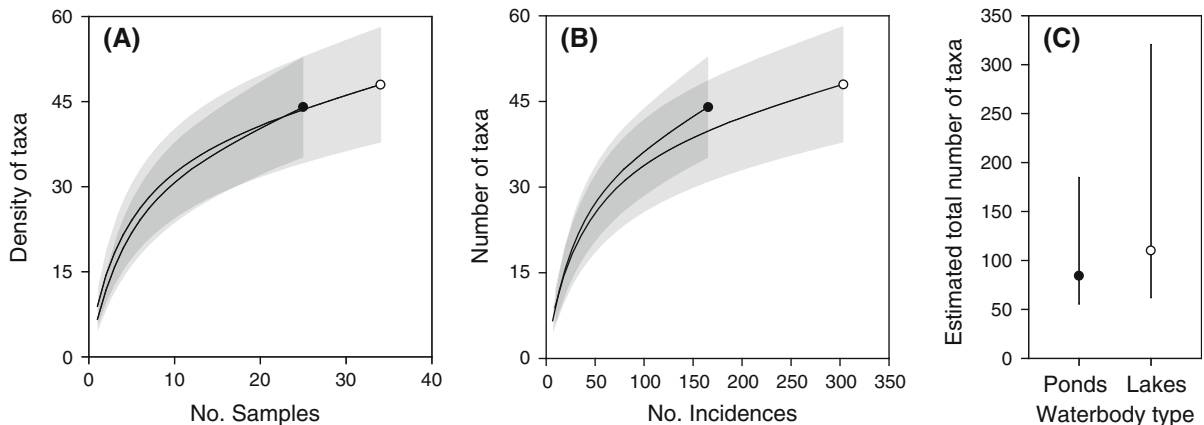 (A)
Density of taxa
60
45
30
15
0
0 10 20 30 40
No. Samples
(B)
Number of taxa
60
45
30
15
0
0 50 100 150 200 250 300 350
No. Incidences
(C)
Estimated total number of taxa
350
300
250
200
150
100
50
0
Ponds Lakes
Waterbody type